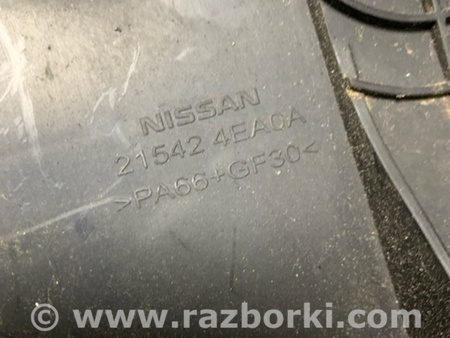 NISSAN
21542 4EA0A
>PA66+GF30<
© www.razborki.com